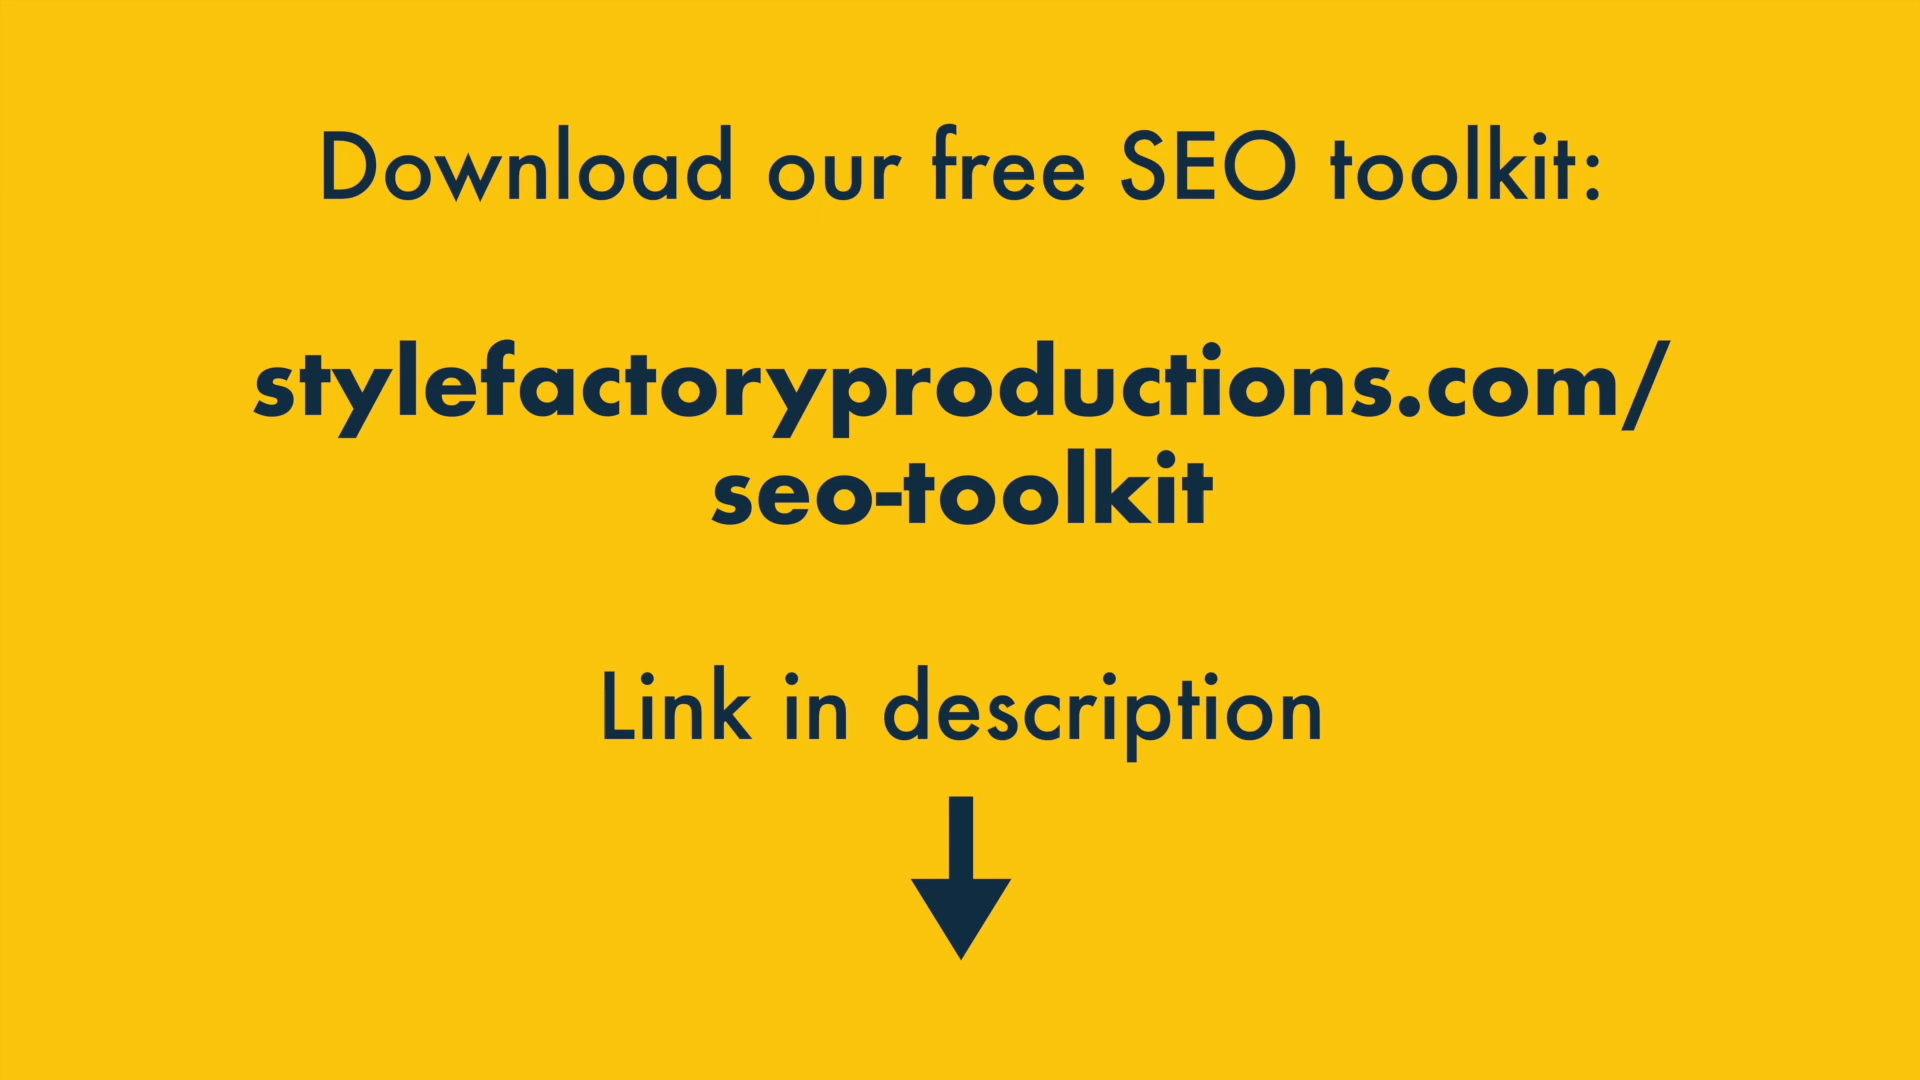 Download our free SEO toolkit:
stylefactoryproductions.com/
seo-toolkit
Link in description